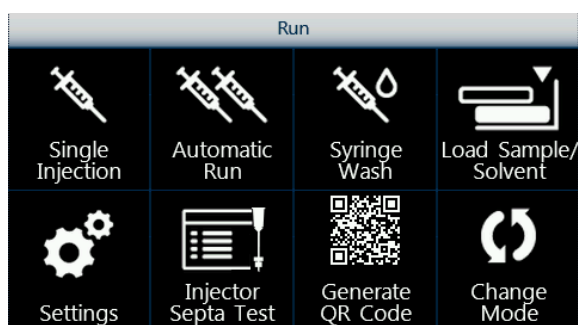 Run
Single
Injection
Automatic
Run
Syringe
Wash
Load Sample/
Solvent
Settings
Injector
Septa Test
Generate
QR Code
Change
Mode